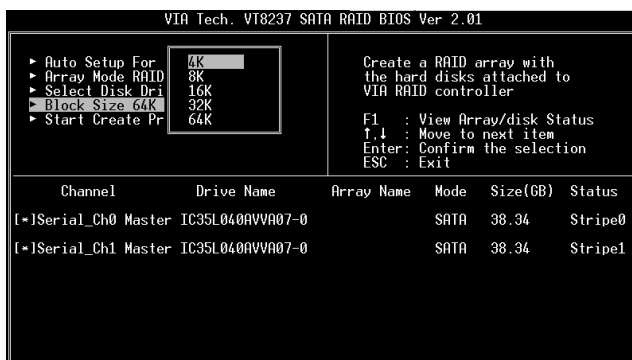 VIA Tech. VT8237 SATA RAID BIOS Ver 2.01
► Auto Setup For
► Array Mode RAID
► Select Disk Dri
► Block Size 64K
► Start Create Pr
4K
8K
16K
32K
64K
Create a RAID array with
the hard disks attached to
VIA RAID controller
F1 : View Array/disk Status
↑,↓ : Move to next item
Enter: Confirm the selection
ESC : Exit
Channel Drive Name Array Name Mode Size(GB) Status
[*]Serial_Ch0 Master IC35L040AVVA07-0 SATA 38.34 Stripe0
[*]Serial_Ch1 Master IC35L040AVVA07-0 SATA 38.34 Stripe1